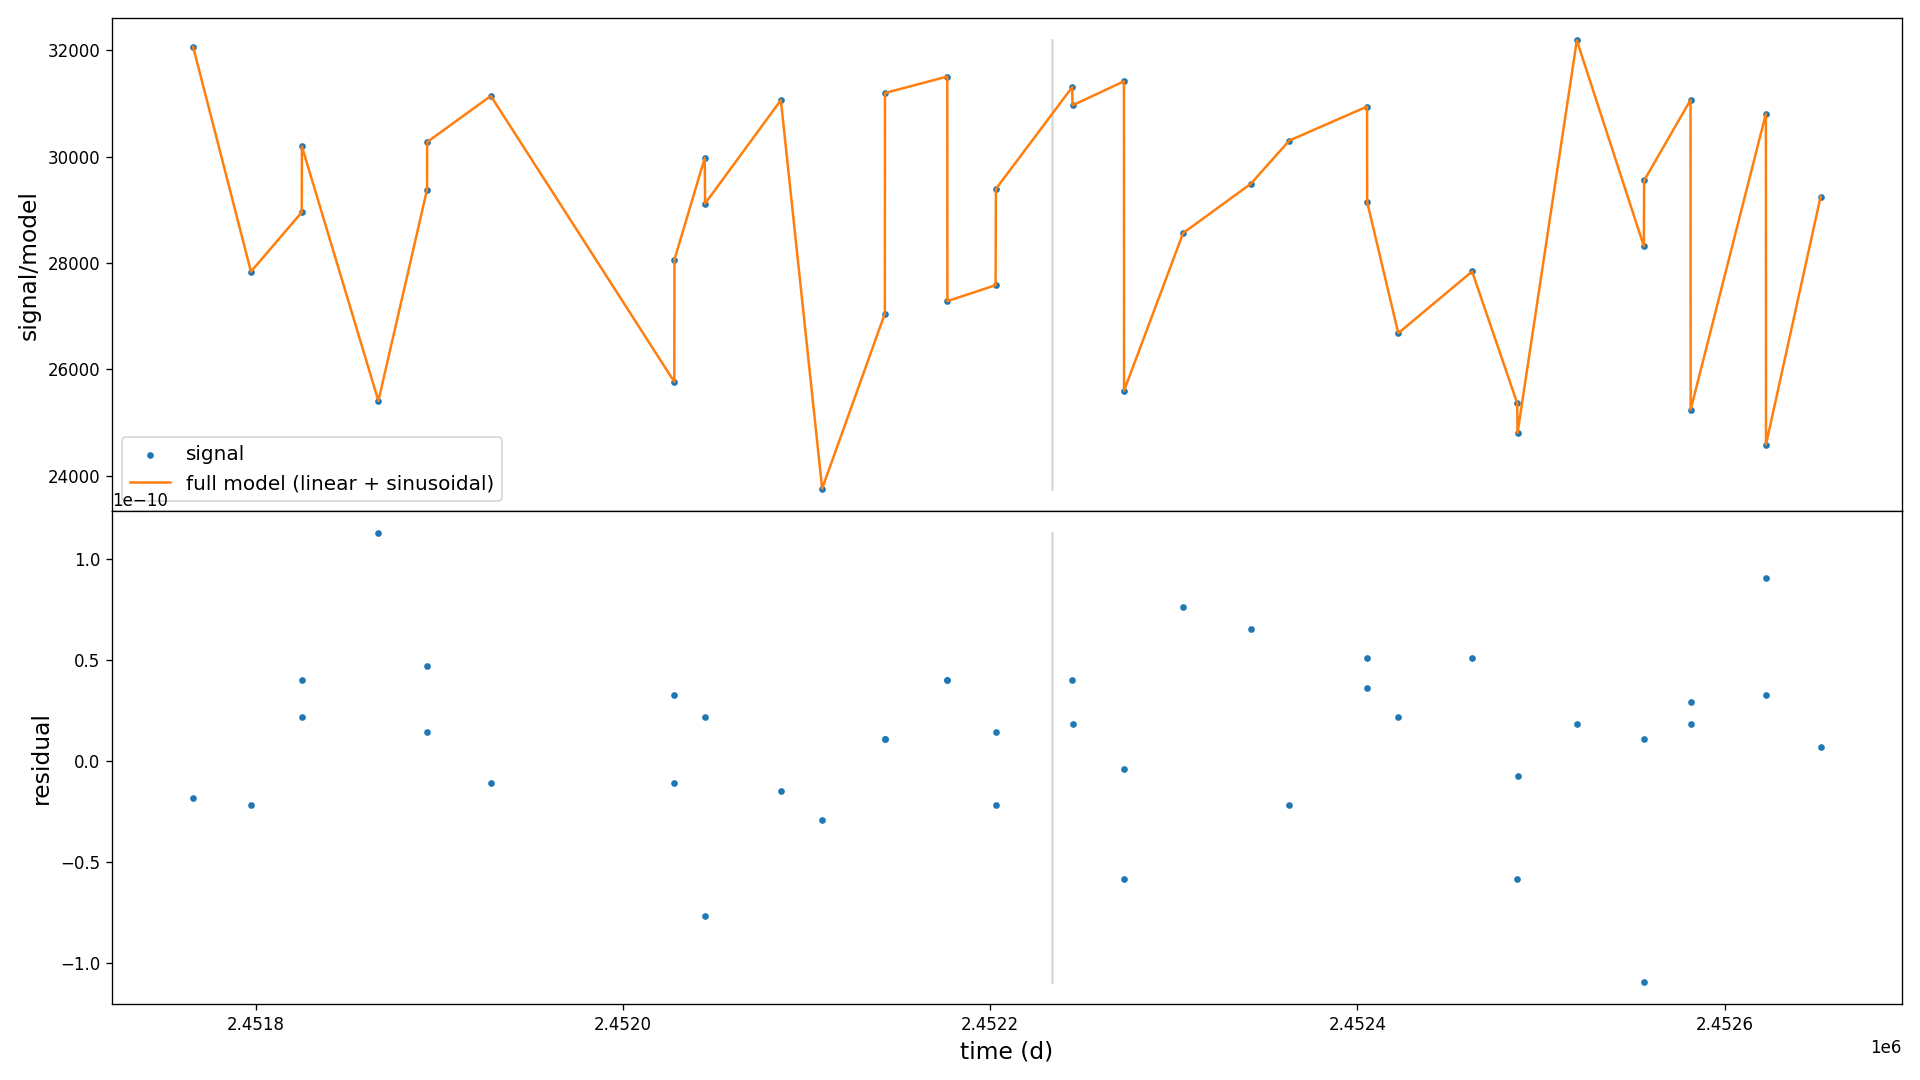 32000
30000
28000
26000
24000
signal/model
signal
full model (linear + sinusoidal)
1e−10
1.0
0.5
0.0
−0.5
−1.0
residual
2.4518
2.4520
2.4522
2.4524
2.4526
time (d)
1e6